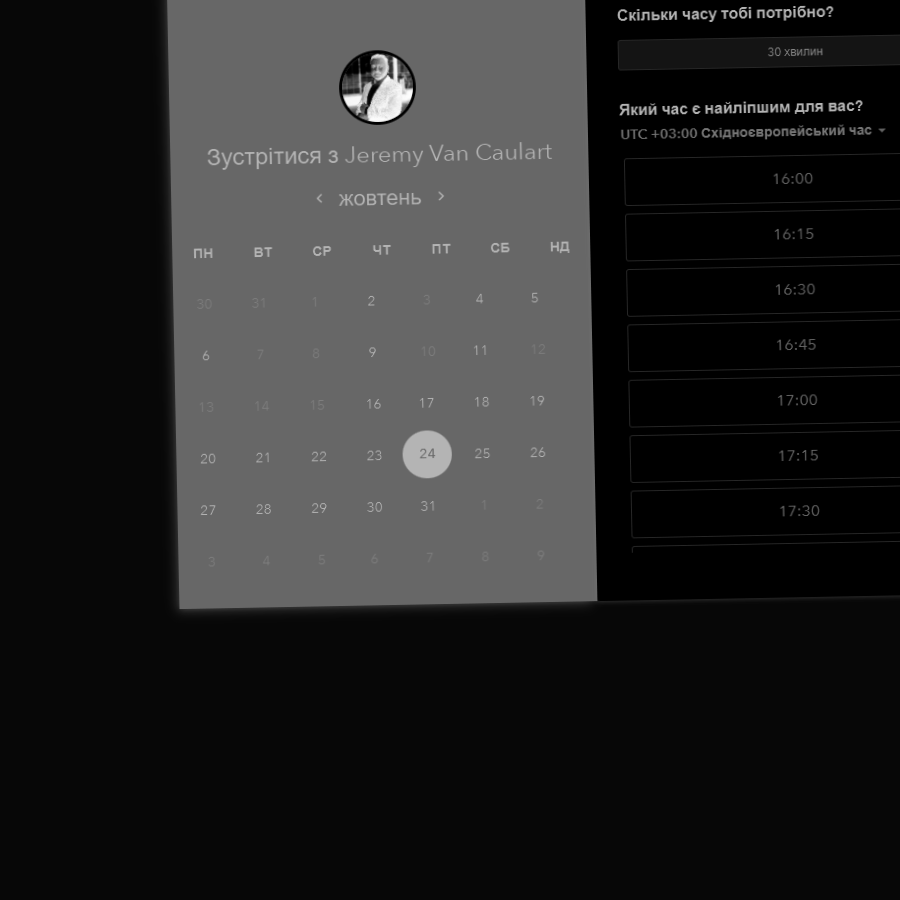 Зустрітися з Jeremy Van Caulart
‹ жовтень ›
ПН ВТ СР ЧТ ПТ СБ НД
30 31 1 2 3 4 5
6 7 8 9 10 11 12
13 14 15 16 17 18 19
20 21 22 23 24 25 26
27 28 29 30 31 1 2
3 4 5 6 7 8 9
Скільки часу тобі потрібно?
30 хвилин
Який час є найліпшим для вас?
UTC +03:00 Східноєвропейський час
16:00
16:15
16:30
16:45
17:00
17:15
17:30